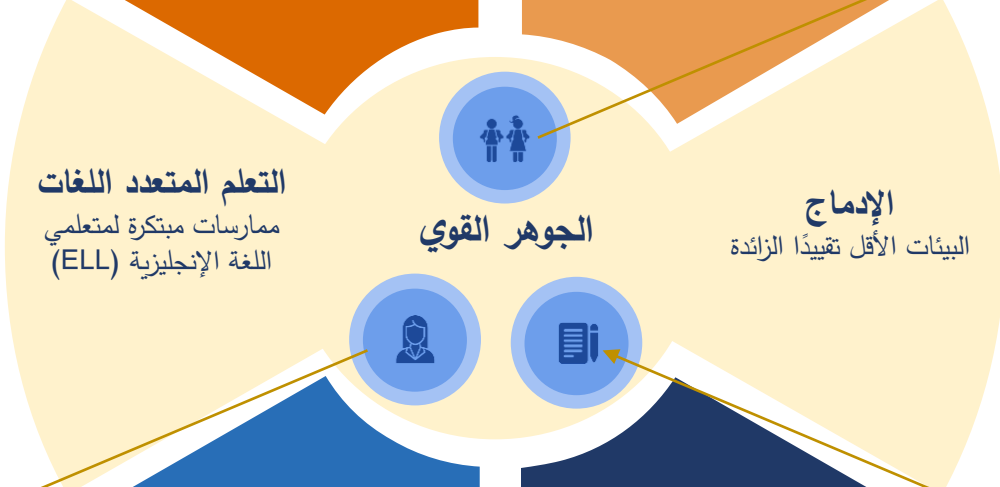 الإدماج
البيئات الأقل تقييدًا الزائدة
الجوهر القوي
التعلم المتعدد اللغات
ممارسات مبتكرة لمتعلمي
اللغة الإنجليزية (ELL)